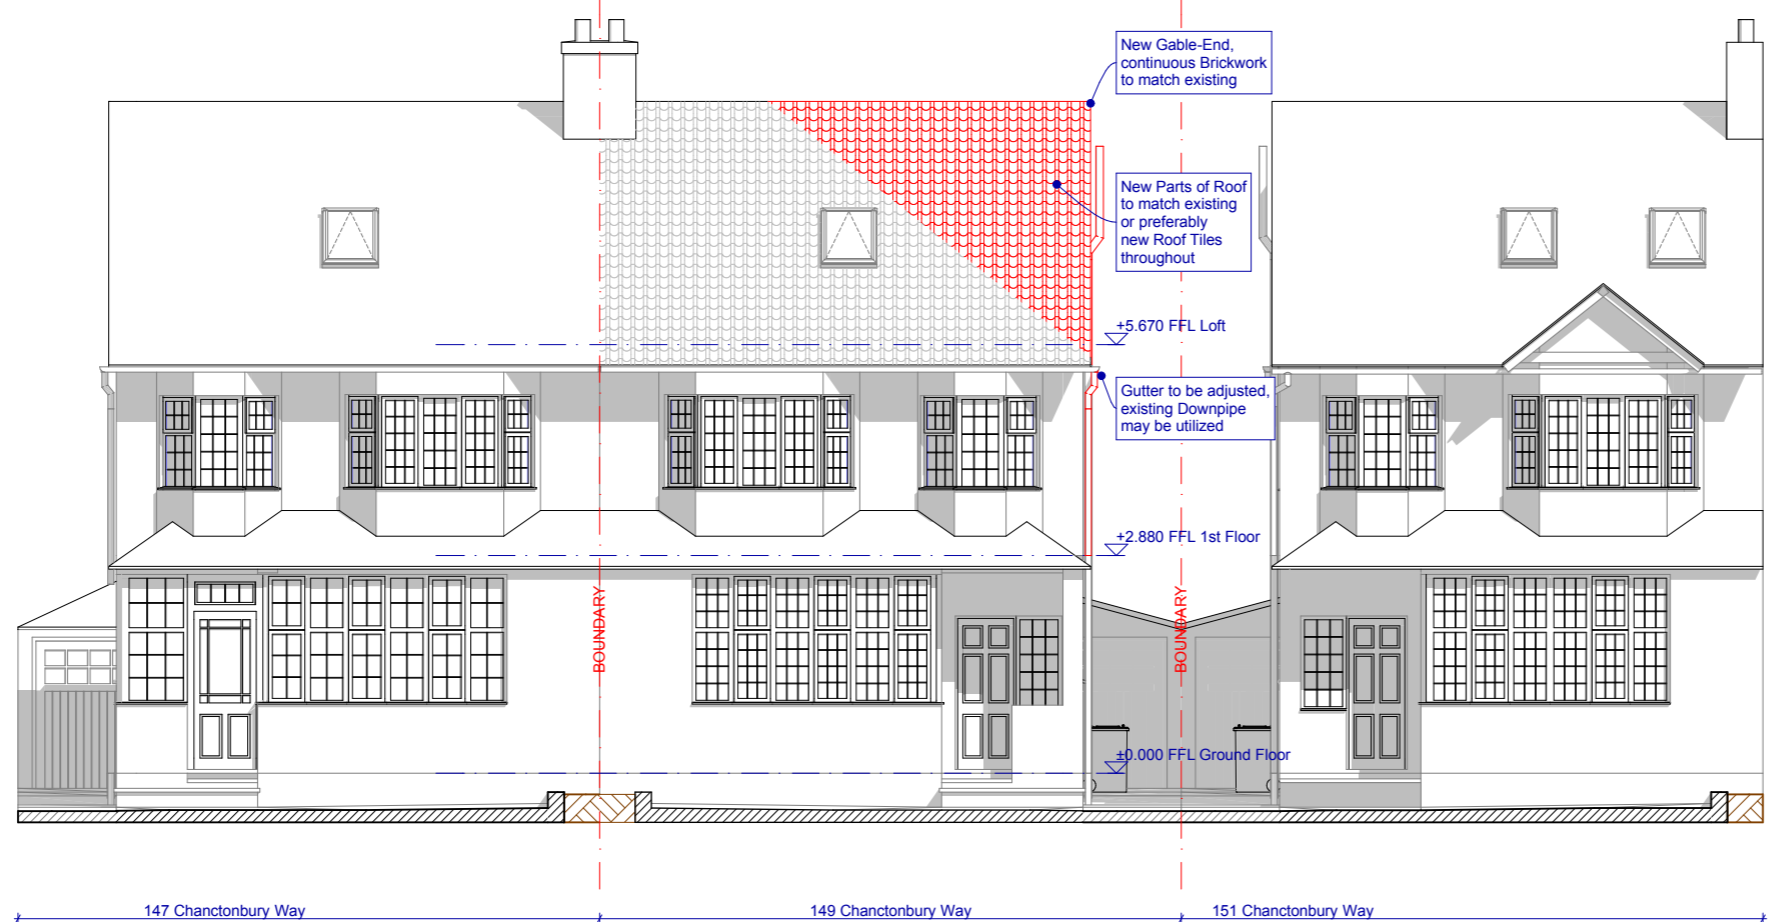 New Gable-End,
continuous Brickwork
to match existing
New Parts of Roof
to match existing
or preferably
new Roof Tiles
throughout
+5.670 FFL Loft
Gutter to be adjusted,
existing Downpipe
may be utilized
+2.880 FFL 1st Floor
BOUNDARY
BOUNDARY
±0.000 FFL Ground Floor
147 Chanctonbury Way
149 Chanctonbury Way
151 Chanctonbury Way